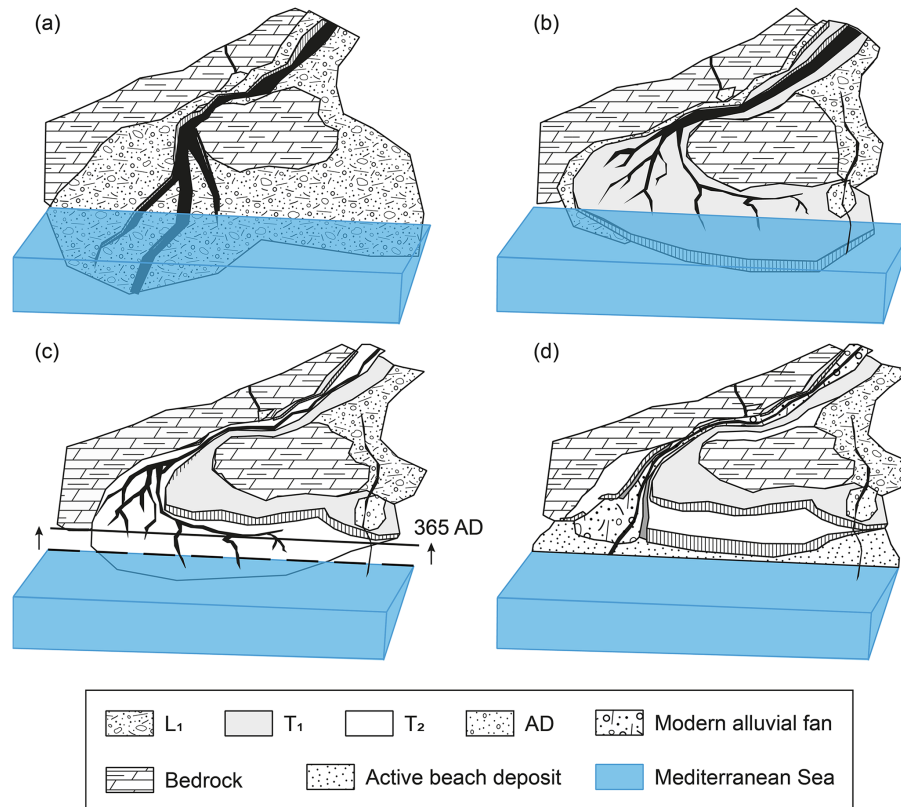 (a)
(b)
(c)
365 AD
(d)
L₁
T₁
T₂
AD
Modern alluvial fan
Bedrock
Active beach deposit
Mediterranean Sea